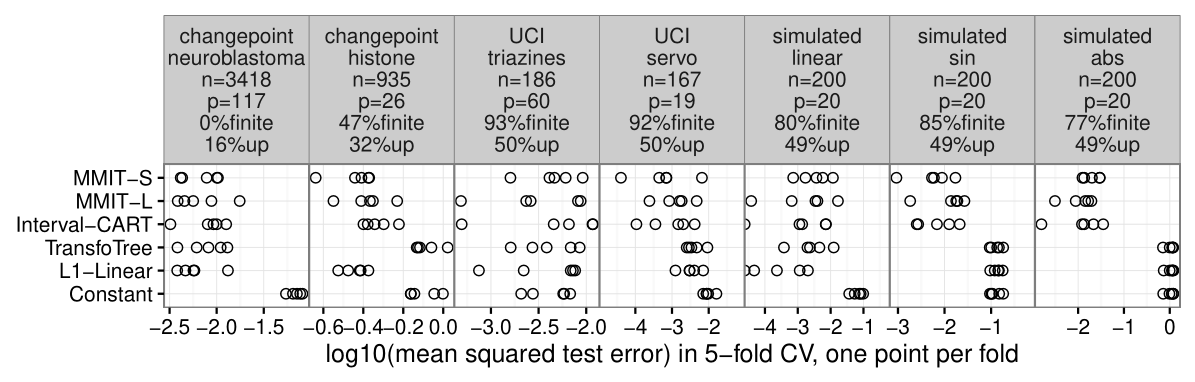 changepoint
neuroblastoma
n=3418
p=117
0%finite
16%up
changepoint
histone
n=935
p=26
47%finite
32%up
UCI
triazines
n=186
p=60
93%finite
50%up
UCI
servo
n=167
p=19
92%finite
50%up
simulated
linear
n=200
p=20
80%finite
49%up
simulated
sin
n=200
p=20
85%finite
49%up
simulated
abs
n=200
p=20
77%finite
49%up
MMIT−S
MMIT−L
Interval−CART
TransfoTree
L1−Linear
Constant
−2.5 −2.0 −1.5
−0.6 −0.4 −0.2 0.0
−3.0 −2.5 −2.0
−4 −3 −2
−4 −3 −2 −1
−3 −2 −1
−2 −1 0
log10(mean squared test error) in 5−fold CV, one point per fold